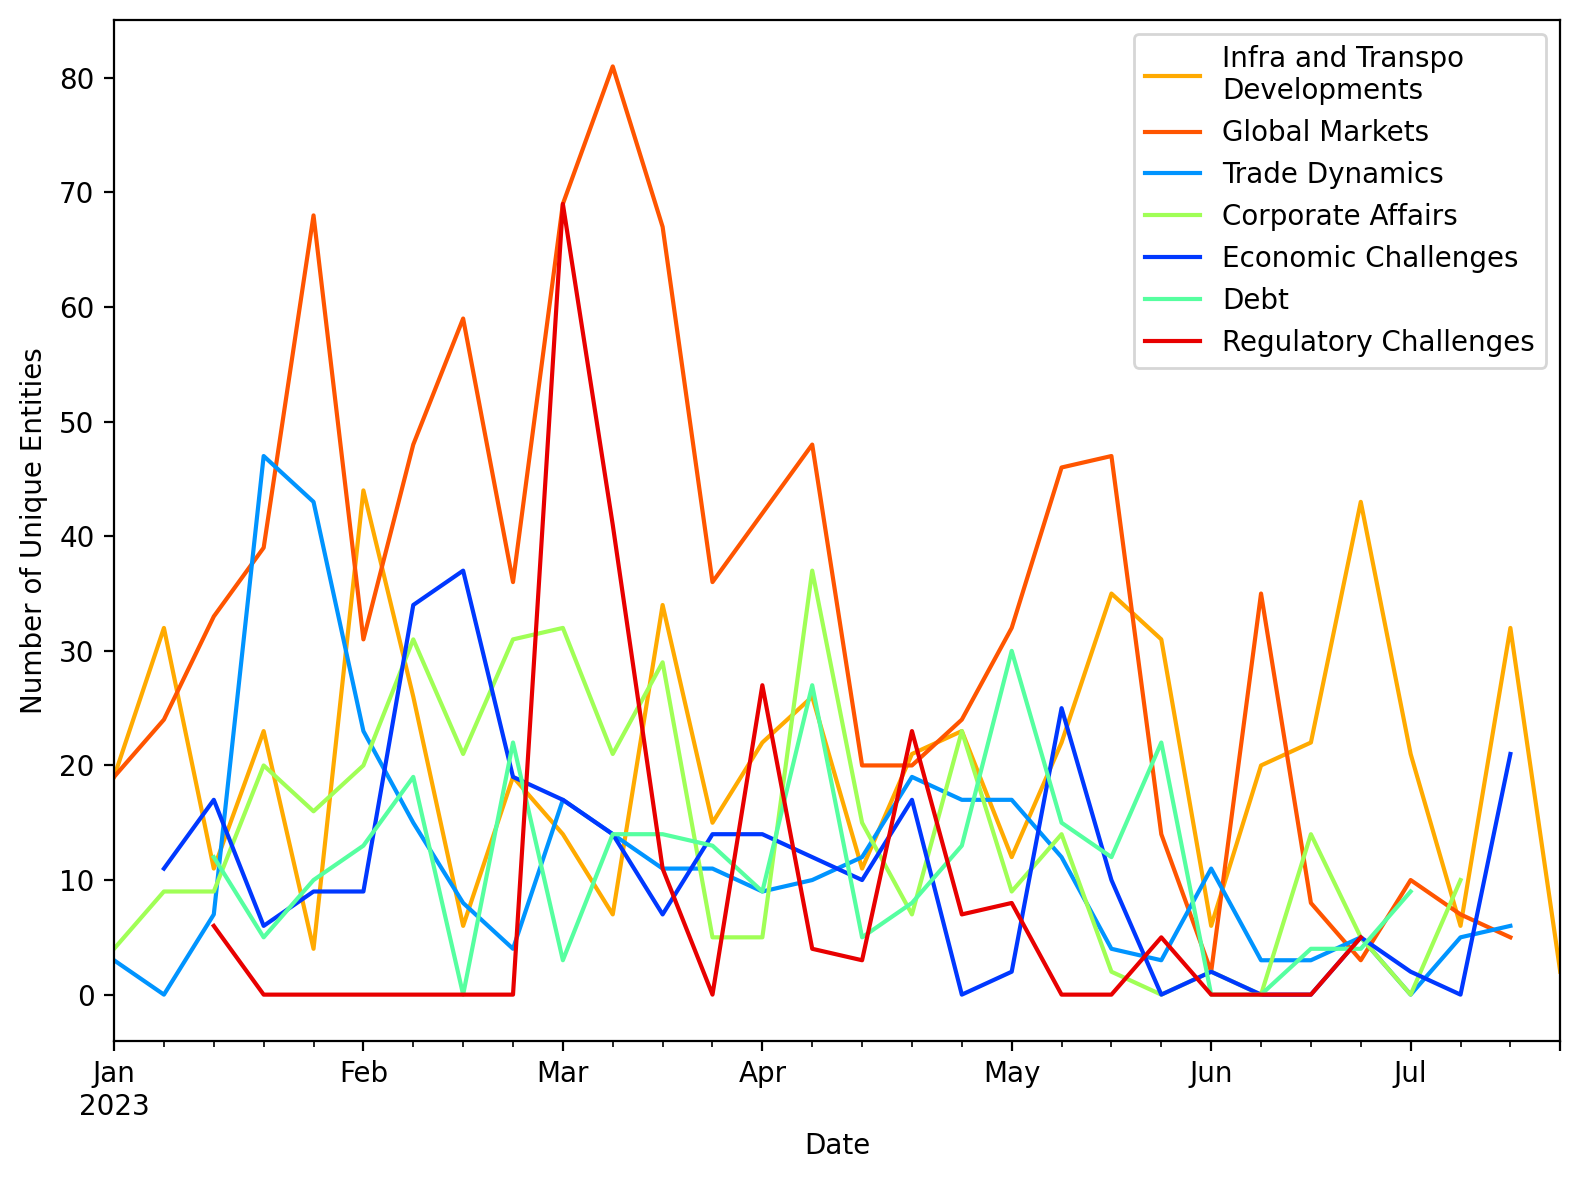 80
70
60
50
40
30
20
10
0
Number of Unique Entities
Infra and Transpo
Developments
Global Markets
Trade Dynamics
Corporate Affairs
Economic Challenges
Debt
Regulatory Challenges
Jan Feb Mar Apr May Jun Jul
2023
Date